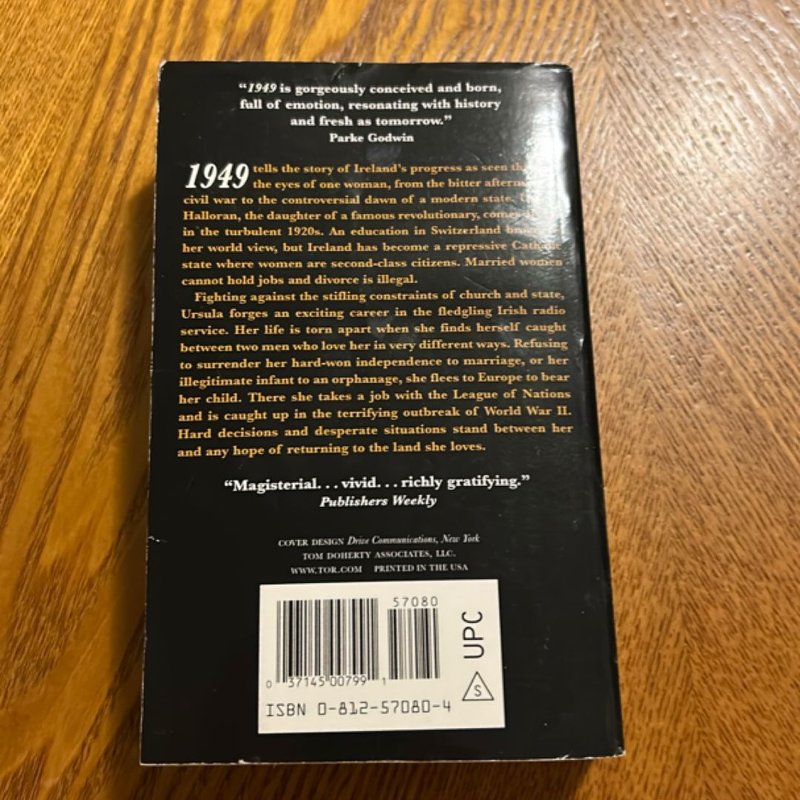 “1949 is gorgeously conceived and born,
full of emotion, resonating with history
and fresh as tomorrow.”
Parke Godwin
1949 tells the story of Ireland’s progress as seen
the eyes of one woman, from the bitter
civil war to the controversial dawn of a modern state.
Halloran, the daughter of a famous revolutionary,
in the turbulent 1920s. An education in Switzerland
her world view, but Ireland has become a repressive
state where women are second-class citizens. Married women
cannot hold jobs and divorce is illegal.
Fighting against the stifling constraints of church and state,
Ursula forges an exciting career in the fledgling Irish radio
service. Her life is torn apart when she finds herself caught
between two men who love her in very different ways. Refusing
to surrender her hard-won independence to marriage, or her
illegitimate infant to an orphanage, she flees to Europe to bear
her child. There she takes a job with the League of Nations
and is caught up in the terrifying outbreak of World War II.
Hard decisions and desperate situations stand between her
and any hope of returning to the land she loves.
“Magisterial. . . vivid. . . richly gratifying.”
Publishers Weekly
COVER DESIGN Drive Communications, New York
TOM DOHERTY ASSOCIATES, LLC.
WWW.TOR.COM PRINTED IN THE USA
57080
0 37145 00799 1
UPC
S
ISBN 0-812-57080-4